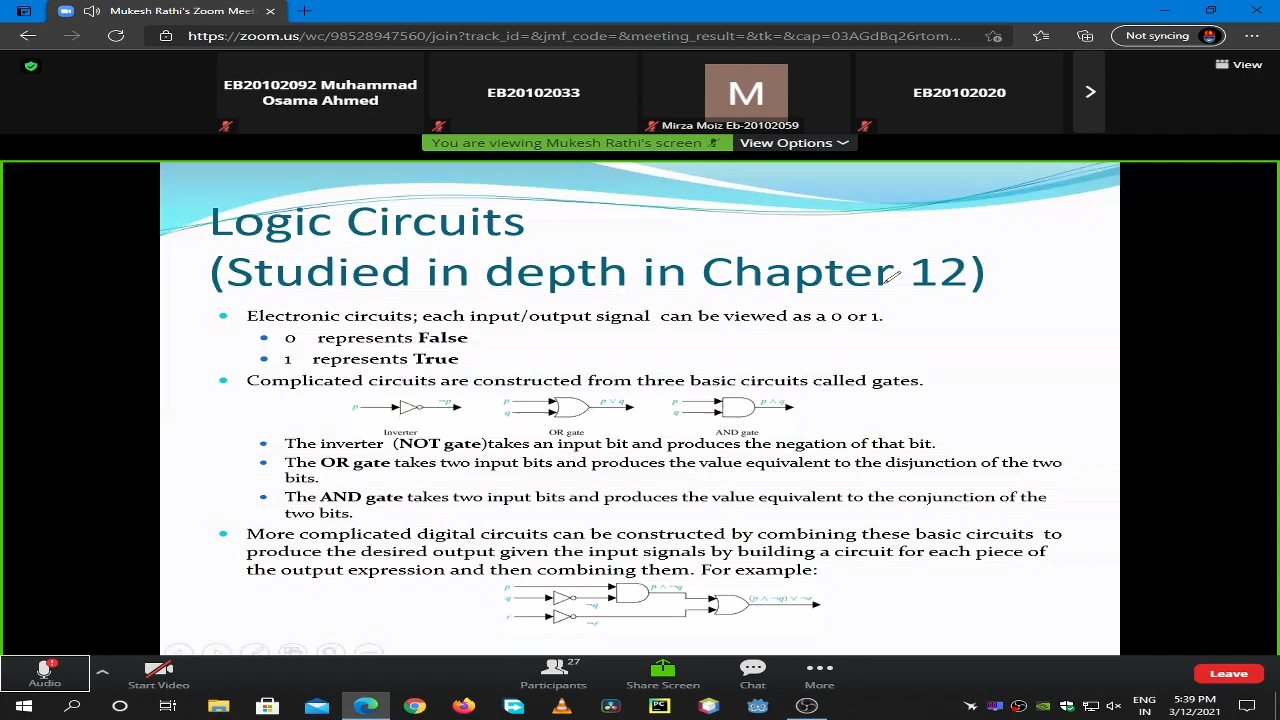 Mukesh Rathi's Zoom Meet
https://zoom.us/wc/98528947560/join?track_id=&jmf_code=&meeting_result=&tk=&cap=03AGdBq26rtom...
Not syncing
View
EB20102092 Muhammad
Osama Ahmed
EB20102033
M
Mirza Moiz Eb-20102059
EB20102020
You are viewing Mukesh Rathi's screen
View Options
Logic Circuits
(Studied in depth in Chapter 12)
Electronic circuits; each input/output signal can be viewed as a 0 or 1.
0 represents False
1 represents True
Complicated circuits are constructed from three basic circuits called gates.
p ¬p
p q p ∨ q
p q p ∧ q
Inverter OR gate AND gate
The inverter (NOT gate)takes an input bit and produces the negation of that bit.
The OR gate takes two input bits and produces the value equivalent to the disjunction of the two
bits.
The AND gate takes two input bits and produces the value equivalent to the conjunction of the
two bits.
More complicated digital circuits can be constructed by combining these basic circuits to
produce the desired output given the input signals by building a circuit for each piece of
the output expression and then combining them. For example:
p p ∧ ¬q
q ¬q (p ∧ ¬q) ∨ ¬r
r ¬r
27
Audio Start Video Participants Share Screen Chat More Leave
ENG 5:39 PM
IN 3/12/2021